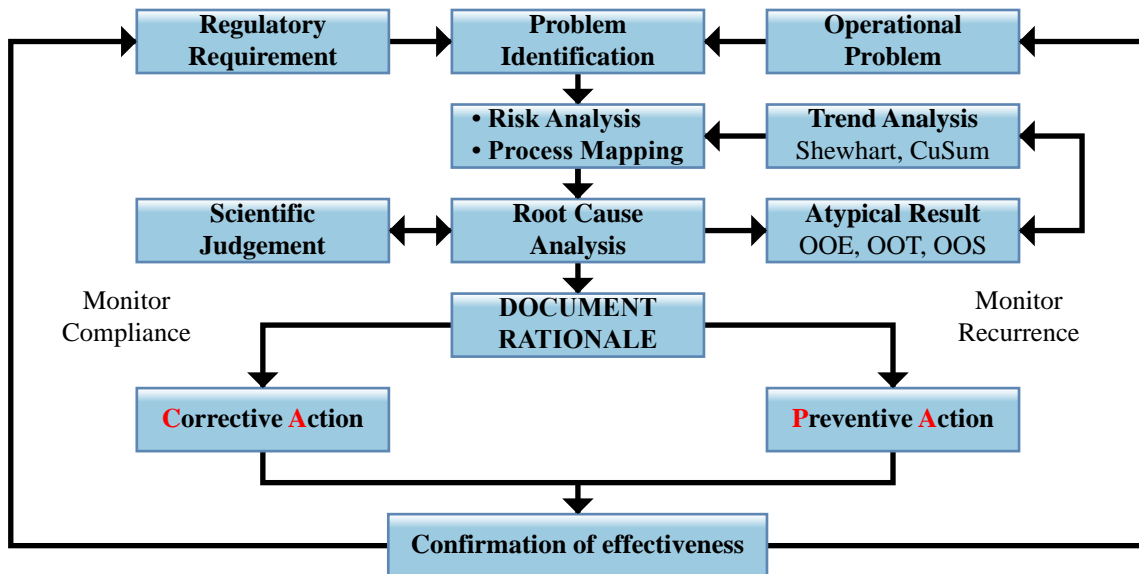 Regulatory
Requirement
Problem
Identification
Operational
Problem
• Risk Analysis
• Process Mapping
Trend Analysis
Shewhart, CuSum
Scientific
Judgement
Root Cause
Analysis
Atypical Result
OOE, OOT, OOS
Monitor
Compliance
DOCUMENT
RATIONALE
Monitor
Recurrence
Corrective Action
Preventive Action
Confirmation of effectiveness